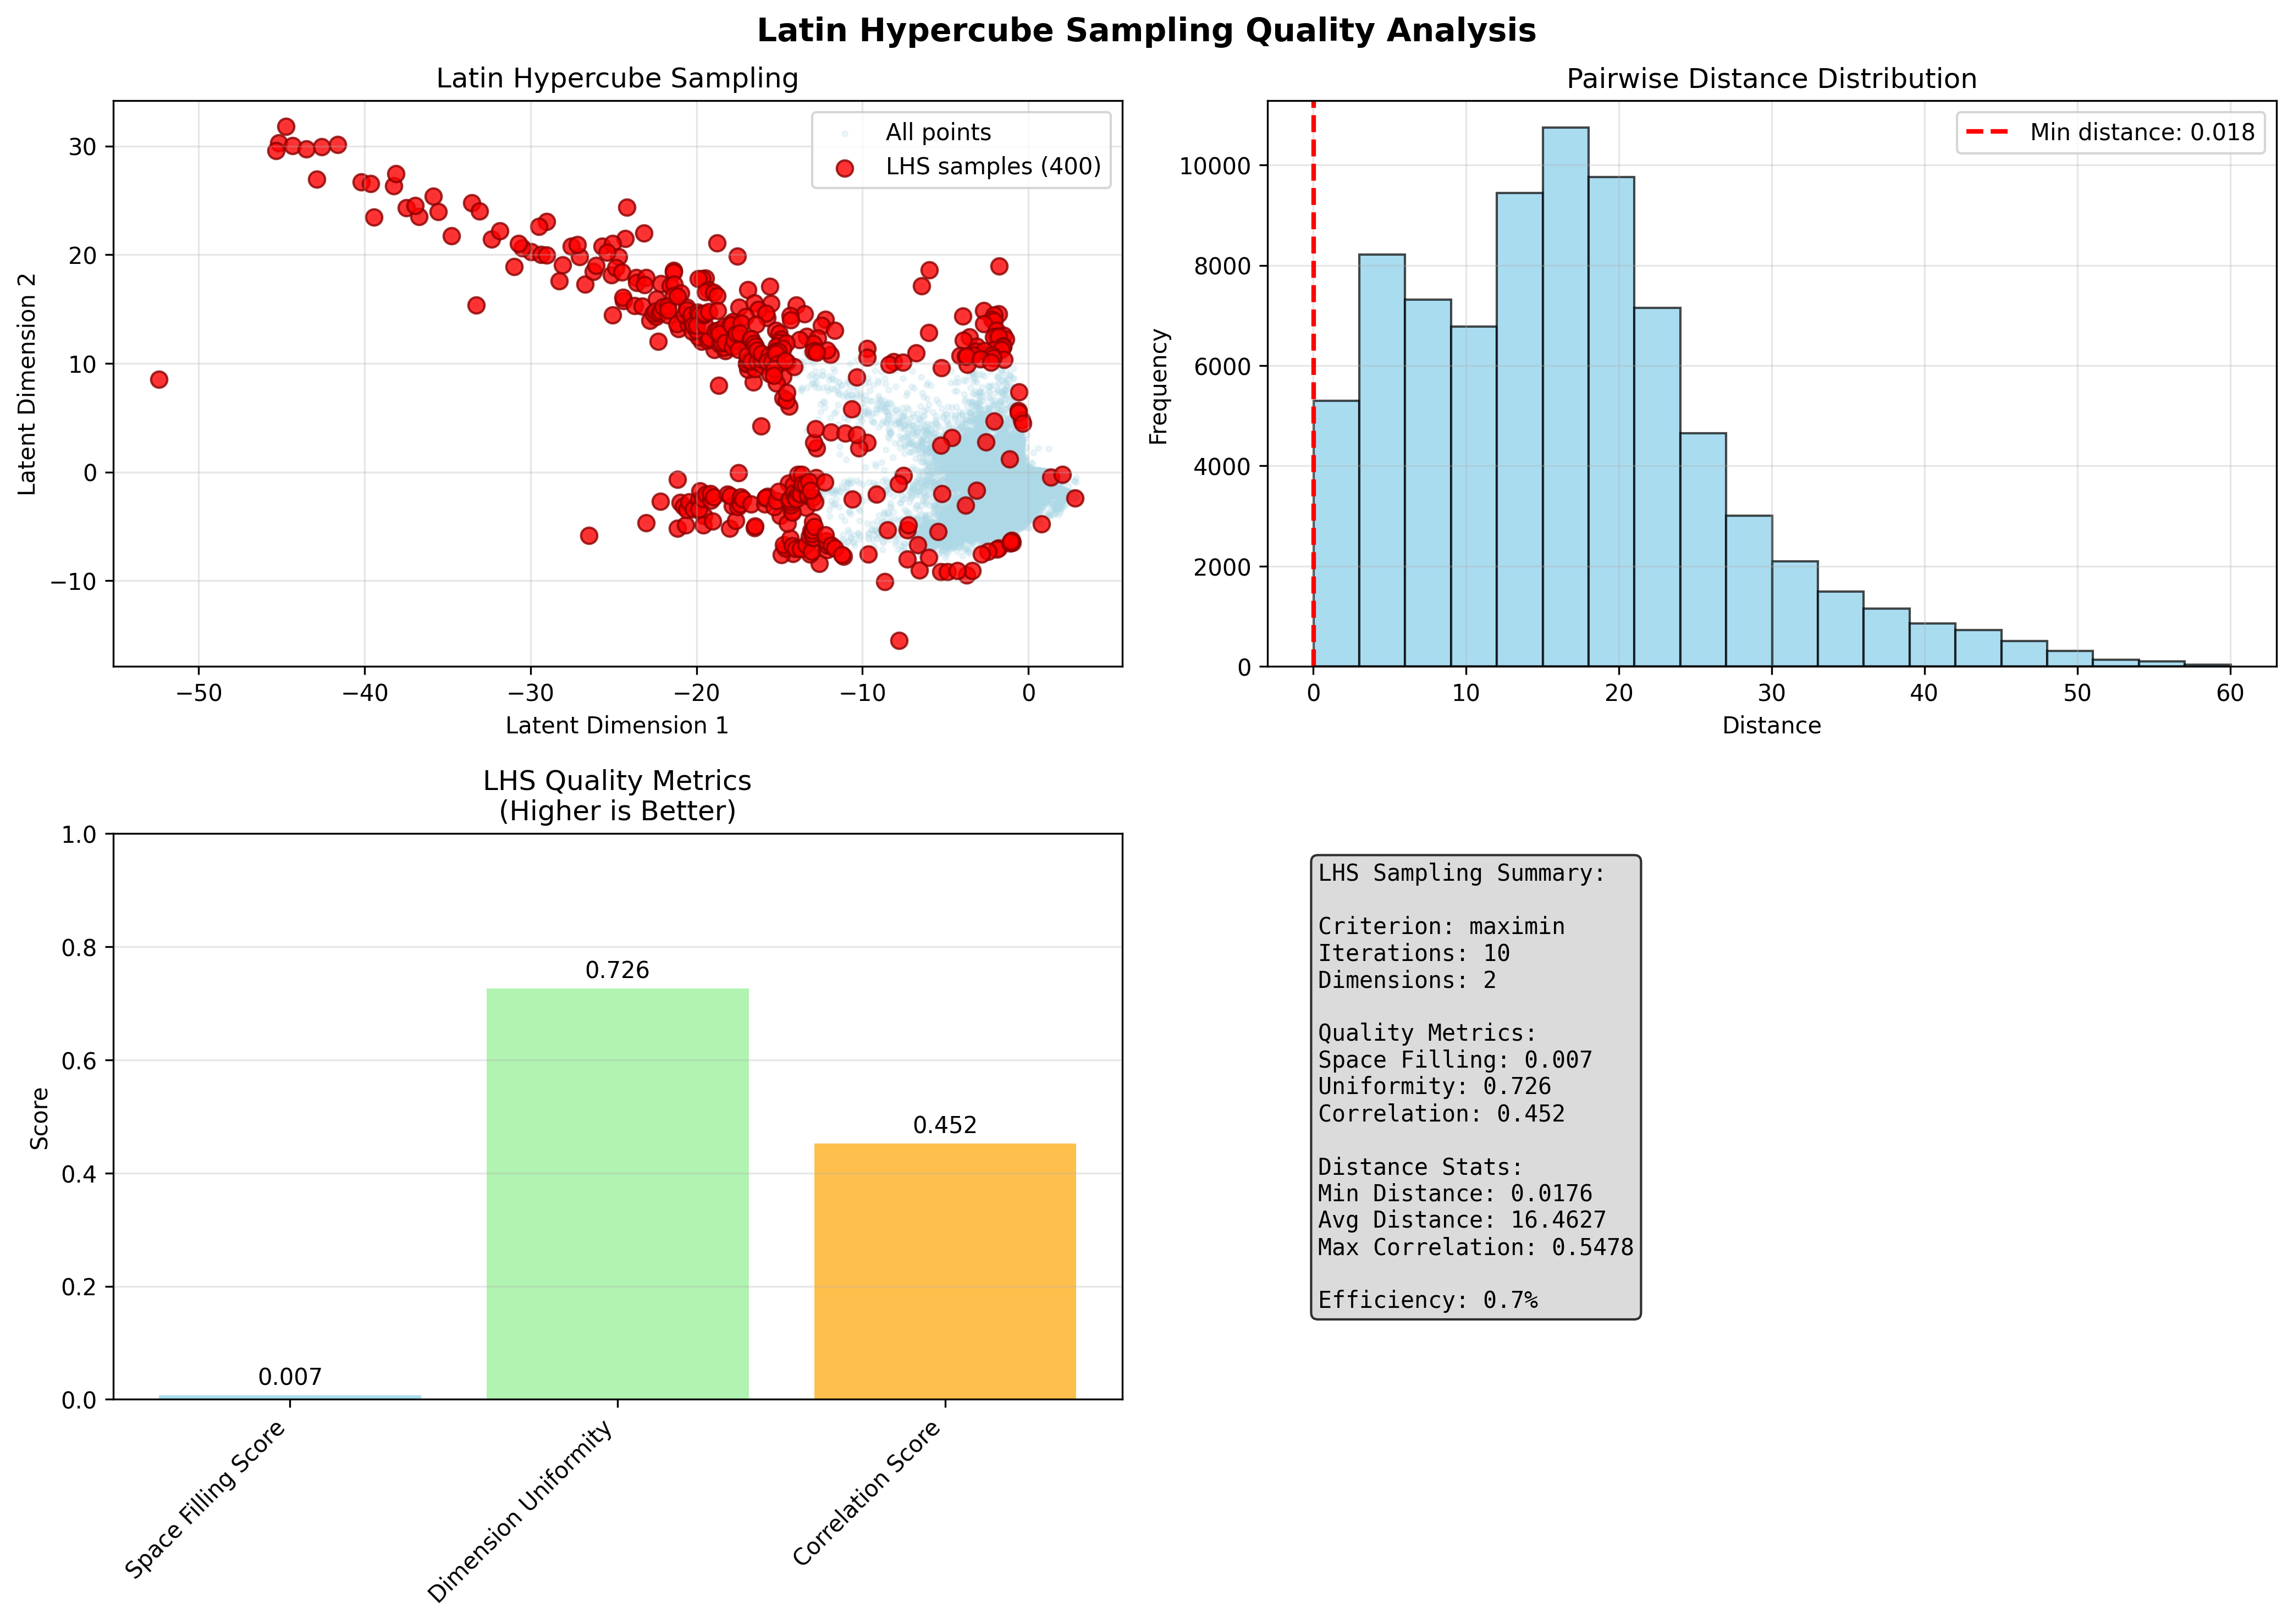 Latin Hypercube Sampling Quality Analysis
Latin Hypercube Sampling
All points
LHS samples (400)
30
20
10
0
−10
Latent Dimension 2
−50
−40
−30
−20
−10
0
Latent Dimension 1
Pairwise Distance Distribution
Min distance: 0.018
10000
8000
6000
4000
2000
0
Frequency
0
10
20
30
40
50
60
Distance
LHS Quality Metrics
(Higher is Better)
1.0
0.8
0.6
0.4
0.2
0.0
Score
0.007
0.726
0.452
Space Filling Score
Dimension Uniformity
Correlation Score
LHS Sampling Summary:
Criterion: maximin
Iterations: 10
Dimensions: 2
Quality Metrics:
Space Filling: 0.007
Uniformity: 0.726
Correlation: 0.452
Distance Stats:
Min Distance: 0.0176
Avg Distance: 16.4627
Max Correlation: 0.5478
Efficiency: 0.7%